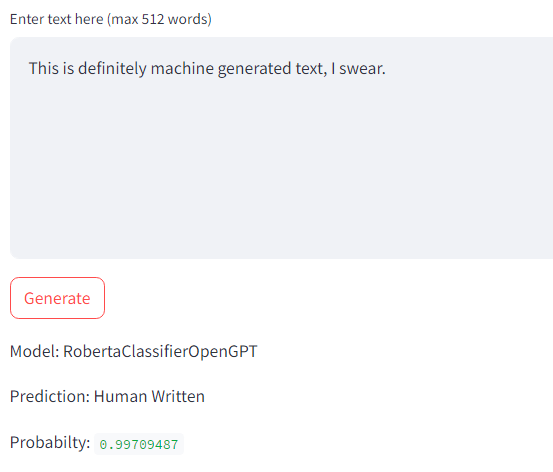 Enter text here (max 512 words)
This is definitely machine generated text, I swear.
Generate
Model: RobertaClassifierOpenGPT
Prediction: Human Written
Probabilty: 0.99709487